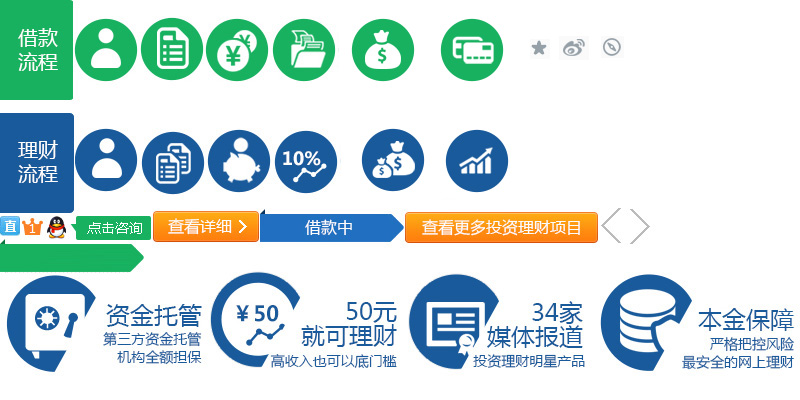 借款
流程
¥
¥
$
理财
流程
10%
$
$
直
1
点击咨询
查看详细
借款中
查看更多投资理财项目
资金托管
第三方资金托管
机构全额担保
¥50
50元
就可理财
高收入也可以底门槛
34家
媒体报道
投资理财明星产品
本金保障
严格把控风险
最安全的网上理财